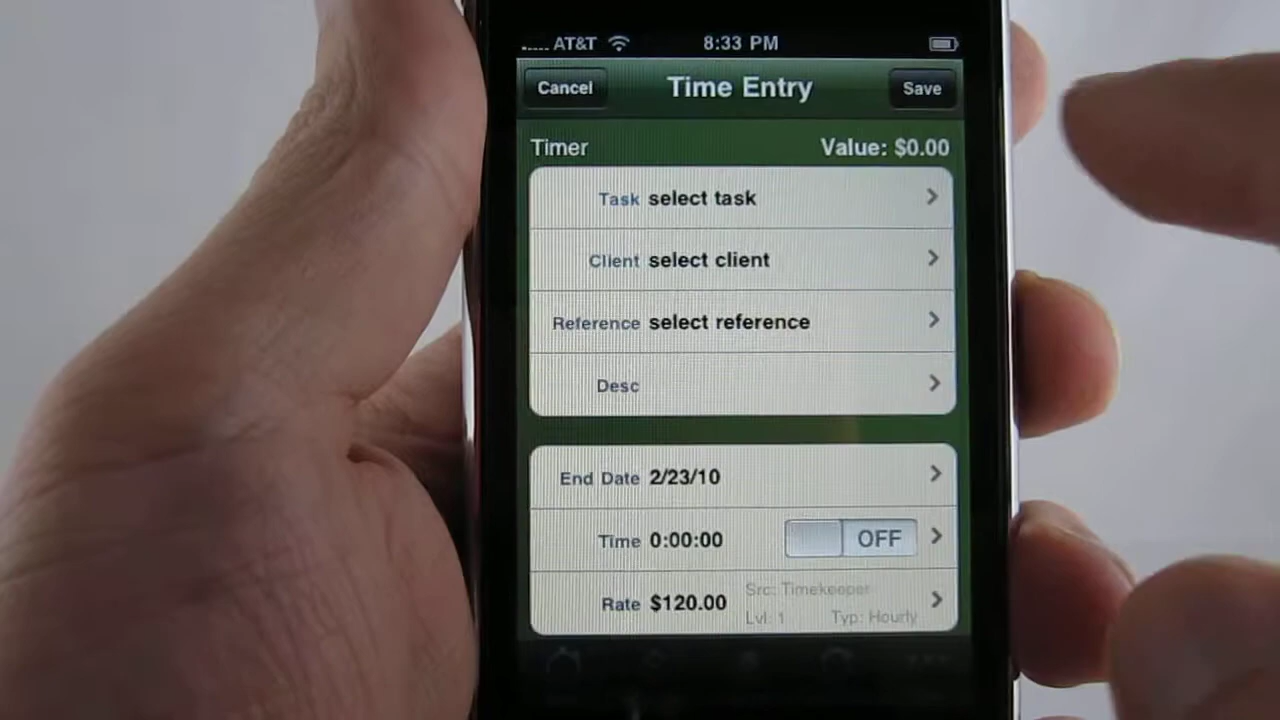 AT&T 8:33 PM
Cancel Time Entry Save
Timer Value: $0.00
Task select task
Client select client
Reference select reference
Desc
End Date 2/23/10
Time 0:00:00 OFF
Rate $120.00 Src: Timekeeper
Lvl: 1 Typ: Hourly